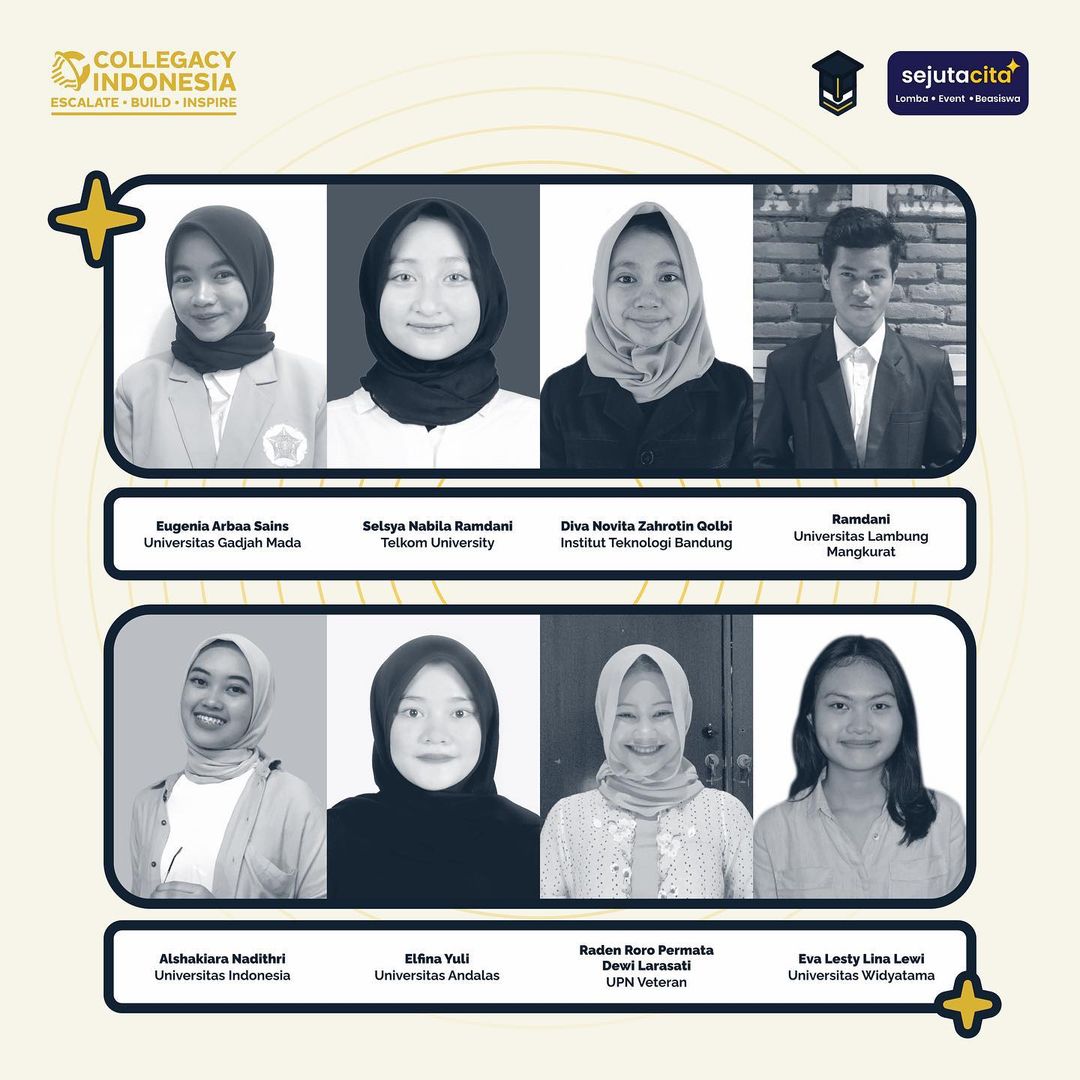 COLLEGACY
INDONESIA
ESCALATE • BUILD • INSPIRE
sejutacita
Lomba • Event • Beasiswa
Eugenia Arbaa Sains
Universitas Gadjah Mada
Selsya Nabila Ramdani
Telkom University
Diva Novita Zahrotin Qolbi
Institut Teknologi Bandung
Ramdani
Universitas Lambung
Mangkurat
Alshakiara Nadithri
Universitas Indonesia
Elfina Yuli
Universitas Andalas
Raden Roro Permata
Dewi Larasati
UPN Veteran
Eva Lesty Lina Lewi
Universitas Widyatama